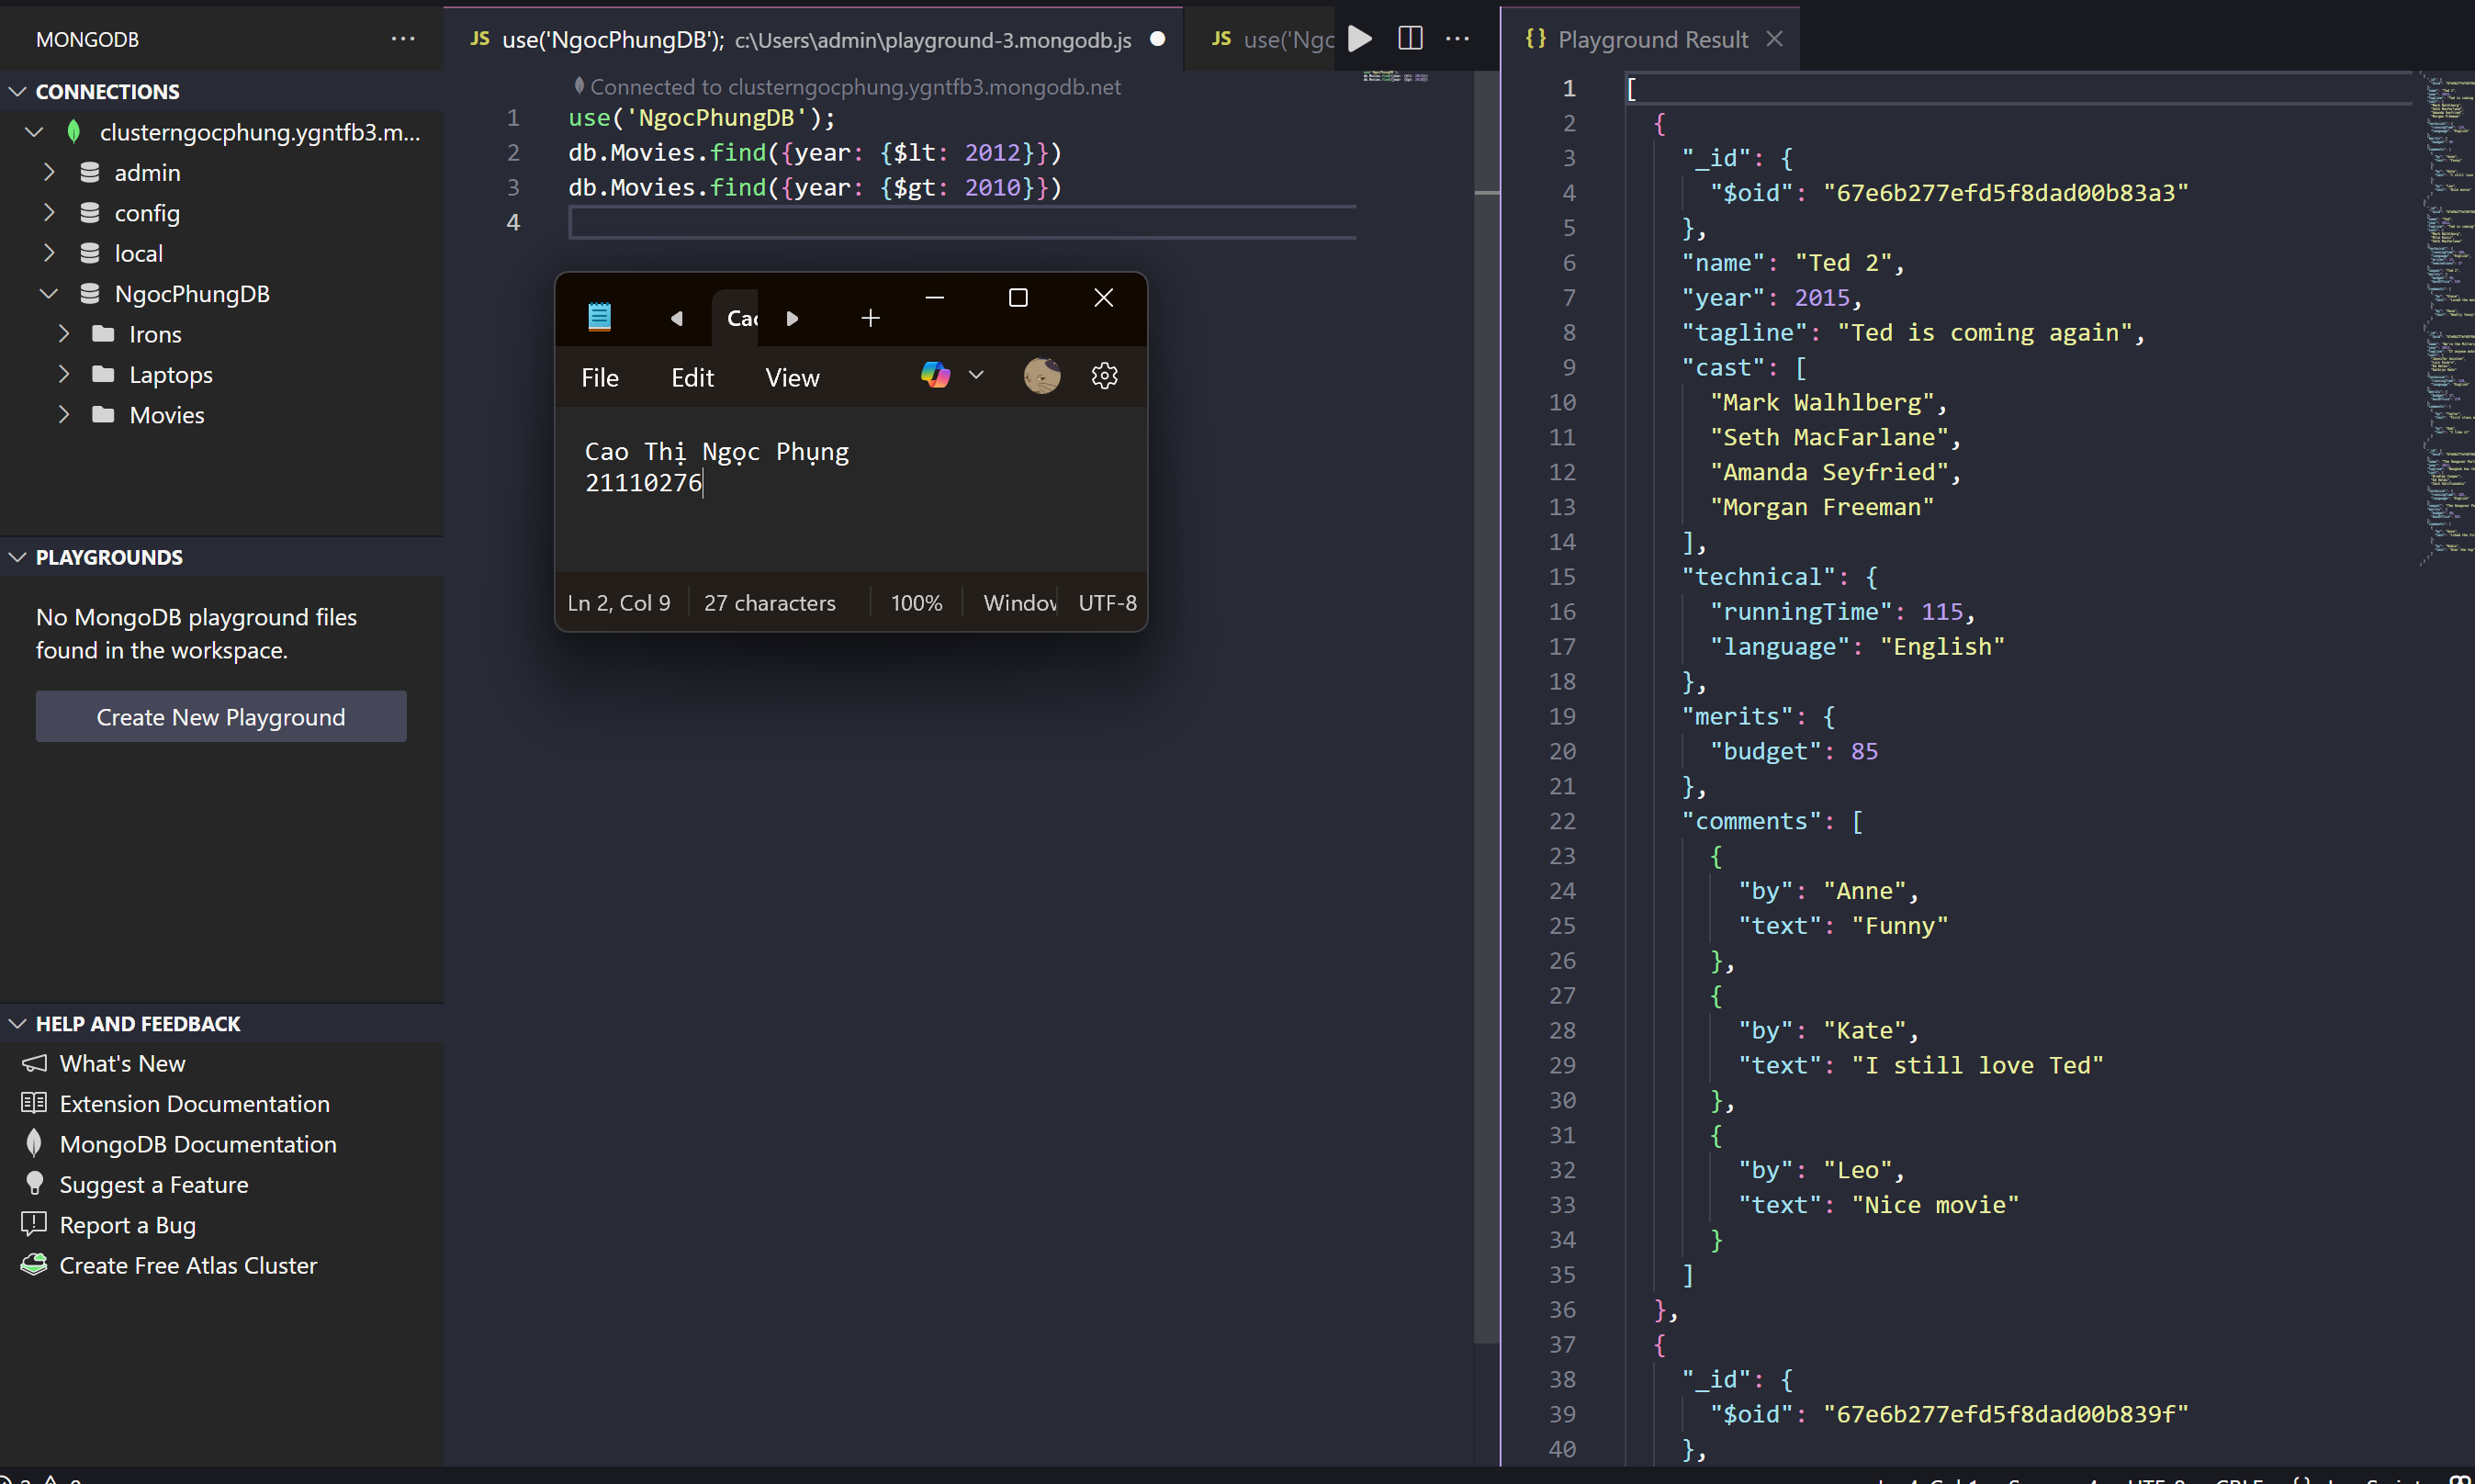 MONGODB
CONNECTIONS
clusterngocphung.ygntfb3.m...
admin
config
local
NgocPhungDB
Irons
Laptops
Movies
PLAYGROUNDS
No MongoDB playground files
found in the workspace.
Create New Playground
HELP AND FEEDBACK
What's New
Extension Documentation
MongoDB Documentation
Suggest a Feature
Report a Bug
Create Free Atlas Cluster
JS use('NgocPhungDB'); c:\Users\admin\playground-3.mongodb.js
JS use('Ngc
Connected to clusterngocphung.ygntfb3.mongodb.net
1 use('NgocPhungDB');
2 db.Movies.find({year: {$lt: 2012}})
3 db.Movies.find({year: {$gt: 2010}})
4
File Edit View
Cao Thị Ngọc Phụng
21110276
Ln 2, Col 9 27 characters 100% Window UTF-8
{} Playground Result
1 [
2 {
3 "_id": {
4 "$oid": "67e6b277efd5f8dad00b83a3"
5 },
6 "name": "Ted 2",
7 "year": 2015,
8 "tagline": "Ted is coming again",
9 "cast": [
10 "Mark Walhlberg",
11 "Seth MacFarlane",
12 "Amanda Seyfried",
13 "Morgan Freeman"
14 ],
15 "technical": {
16 "runningTime": 115,
17 "language": "English"
18 },
19 "merits": {
20 "budget": 85
21 },
22 "comments": [
23 {
24 "by": "Anne",
25 "text": "Funny"
26 },
27 {
28 "by": "Kate",
29 "text": "I still love Ted"
30 },
31 {
32 "by": "Leo",
33 "text": "Nice movie"
34 }
35 ]
36 },
37 {
38 "_id": {
39 "$oid": "67e6b277efd5f8dad00b839f"
40 },